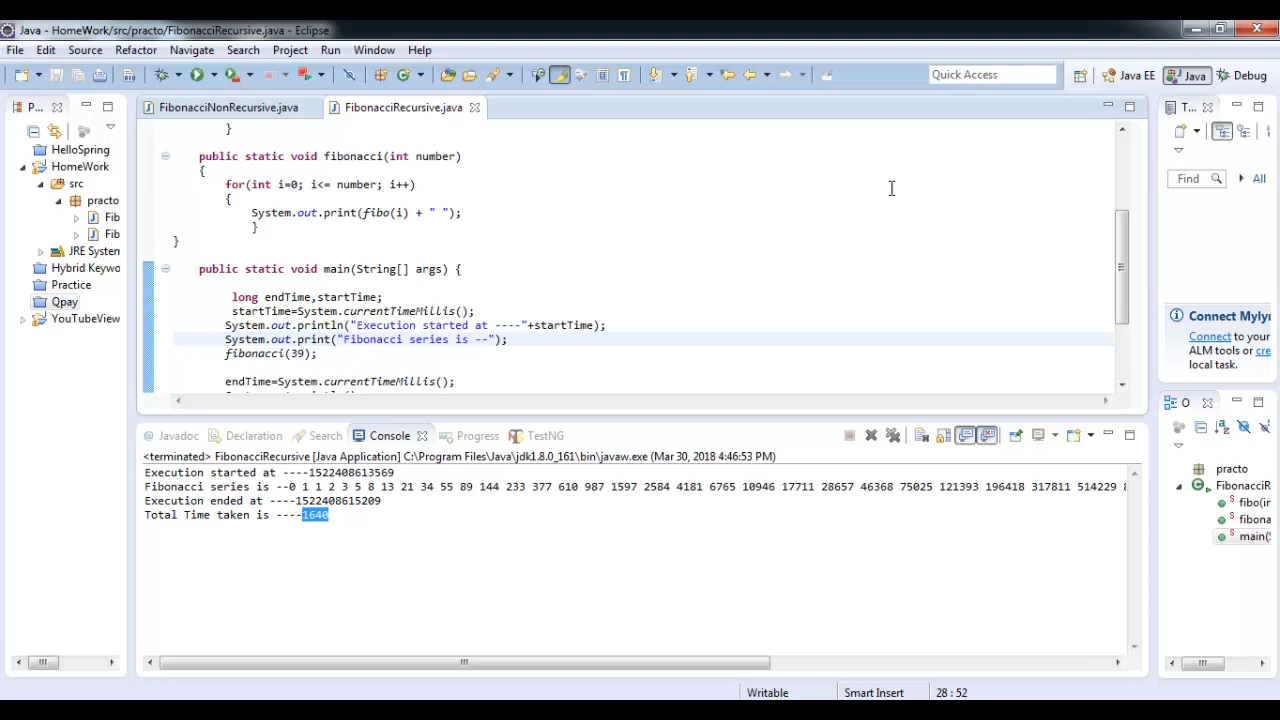 Java - HomeWork/src/practo/FibonacciRecursive.java - Eclipse
File Edit Source Refactor Navigate Search Project Run Window Help
Quick Access Java EE Java Debug
P... FibonacciNonRecursive.java FibonacciRecursive.java T...
HelloSpring
HomeWork
src
practo
Fib
Fib
JRE System
Hybrid Keywo
Practice
Qpay
YouTubeView
}
public static void fibonacci(int number)
{
for(int i=0; i<= number; i++)
{
System.out.print(fibo(i) + " ");
}
}
public static void main(String[] args) {
long endTime,startTime;
startTime=System.currentTimeMillis();
System.out.println("Execution started at ----"+startTime);
System.out.print("Fibonacci series is --");
fibonacci(39);
endTime=System.currentTimeMillis();
Find All
Connect Mylyn
Connect to your
ALM tools or cre
local task.
O
practo
FibonacciR
fibo(in
fibona
main(S
Javadoc Declaration Search Console Progress TestNG
<terminated> FibonacciRecursive [Java Application] C:\Program Files\Java\jdk1.8.0_161\bin\javaw.exe (Mar 30, 2018 4:46:53 PM)
Execution started at ----1522408613569
Fibonacci series is --0 1 1 2 3 5 8 13 21 34 55 89 144 233 377 610 987 1597 2584 4181 6765 10946 17711 28657 46368 75025 121393 196418 317811 514229 8
Execution ended at ----1522408615209
Total Time taken is ----1640
Writable Smart Insert 28 : 52